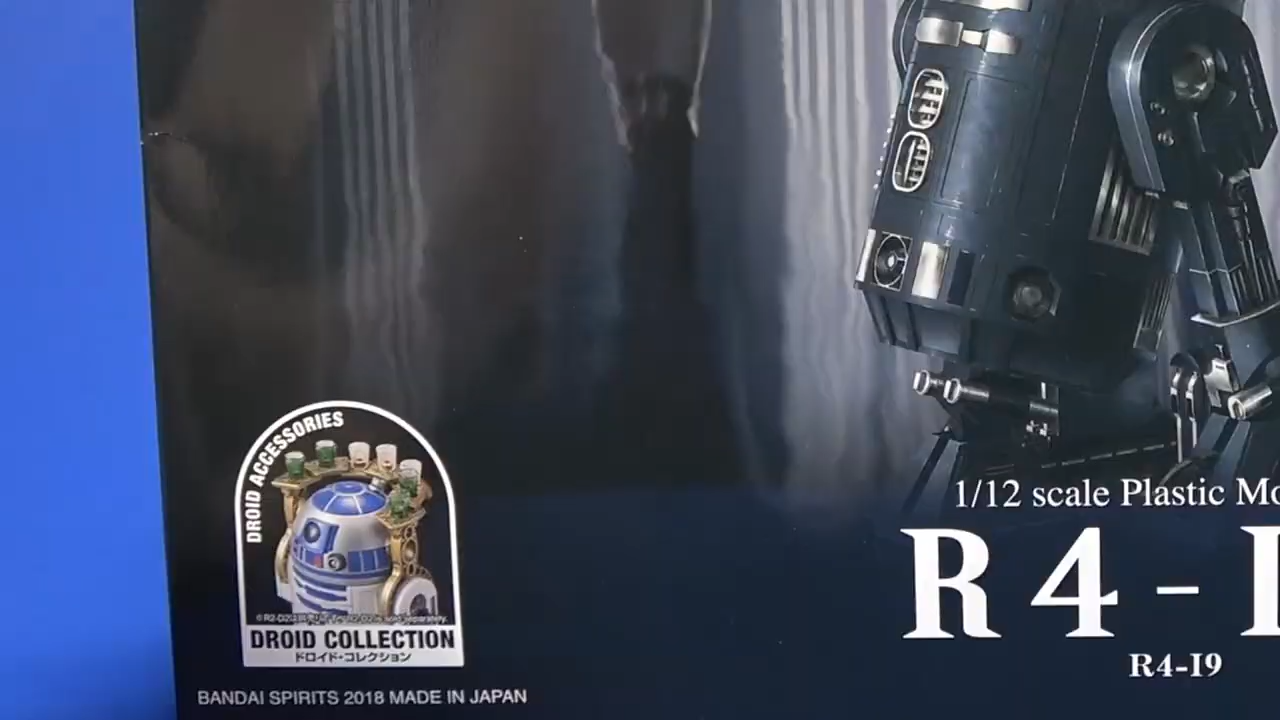 DROID ACCESSORIES
DROID COLLECTION
ドロイド・コレクション
BANDAI SPIRITS 2018 MADE IN JAPAN
1/12 scale Plastic Mo
R4-I
R4-I9